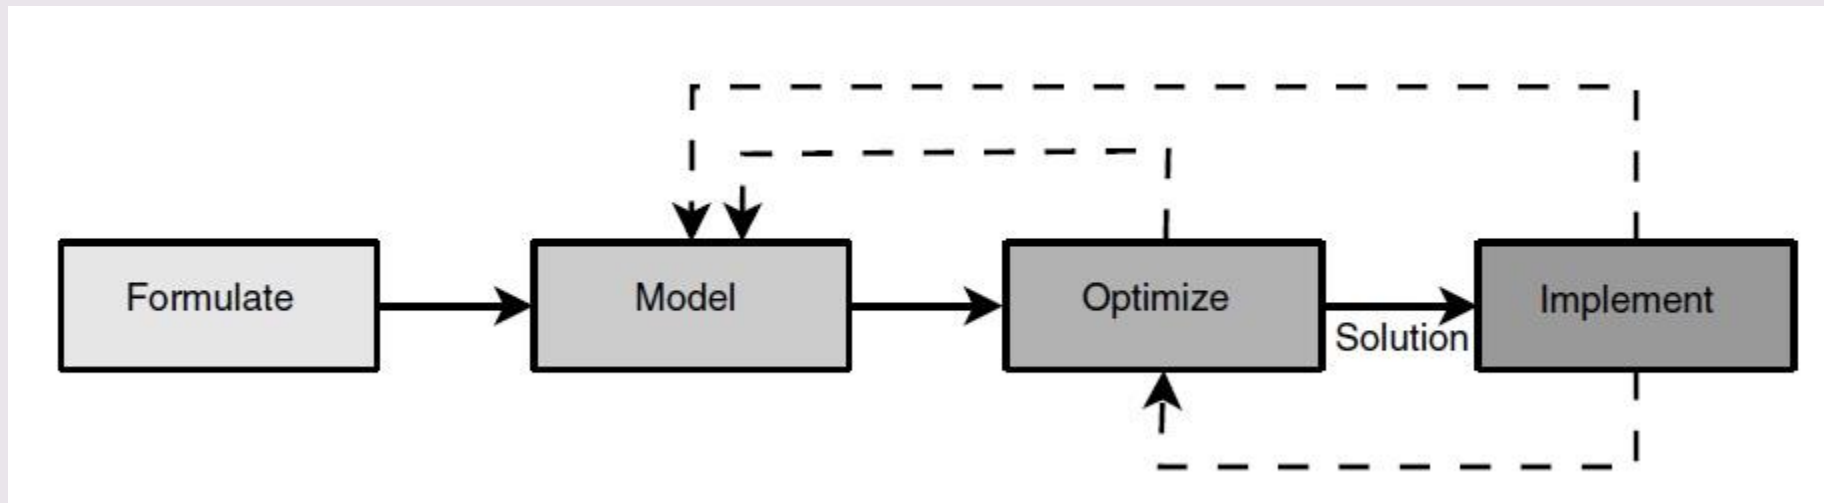 Formulate
Model
Optimize
Solution
Implement